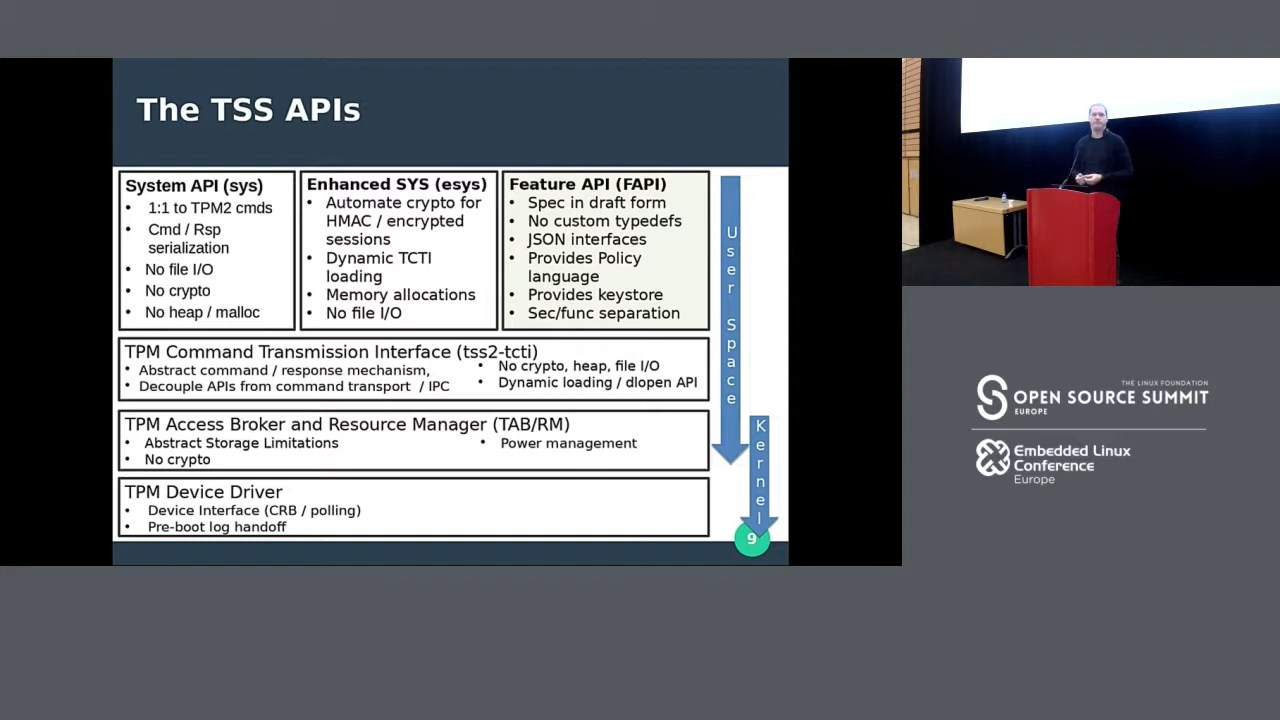 The TSS APIs
System API (sys)
• 1:1 to TPM2 cmds
• Cmd / Rsp
serialization
• No file I/O
• No crypto
• No heap / malloc
Enhanced SYS (esys)
• Automate crypto for
HMAC / encrypted
sessions
• Dynamic TCTI
loading
• Memory allocations
• No file I/O
Feature API (FAPI)
• Spec in draft form
• No custom typedefs
• JSON interfaces
• Provides Policy
language
• Provides keystore
• Sec/func separation
User Space
TPM Command Transmission Interface (tss2-tcti)
• Abstract command / response mechanism,
• Decouple APIs from command transport / IPC
• No crypto, heap, file I/O
• Dynamic loading / dlopen API
TPM Access Broker and Resource Manager (TAB/RM)
• Abstract Storage Limitations
• No crypto
• Power management
Kernel
TPM Device Driver
• Device Interface (CRB / polling)
• Pre-boot log handoff
9
THE LINUX FOUNDATION
OPEN SOURCE SUMMIT
EUROPE
Embedded Linux
Conference
Europe